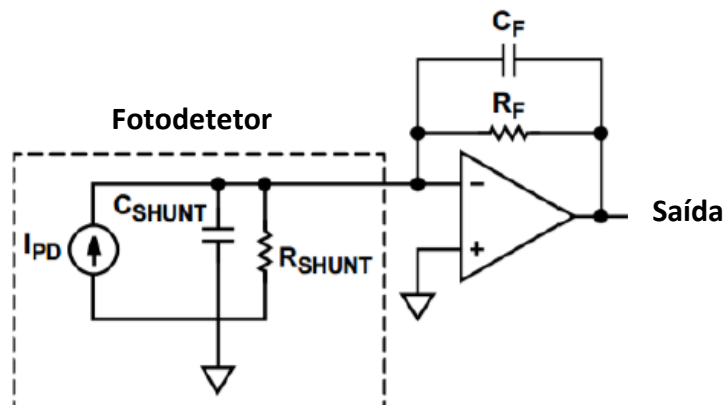 C_F
R_F
Fotodetetor
C_SHUNT
I_PD
R_SHUNT
−
+
Saída